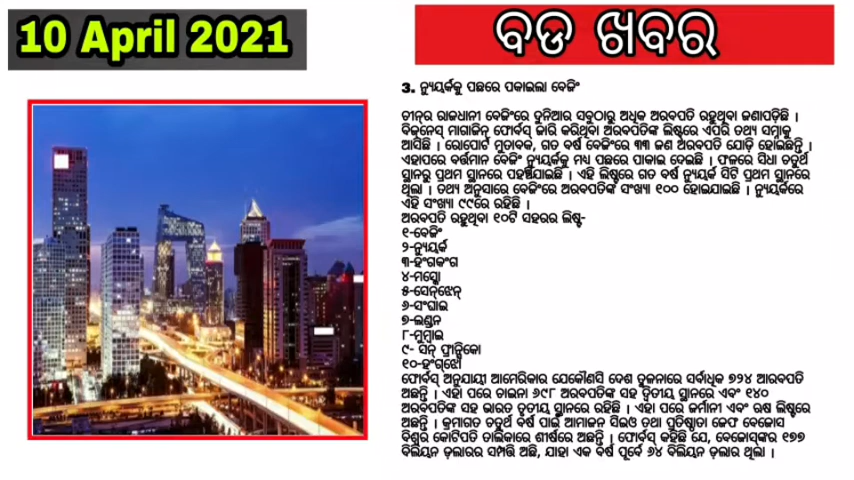 10 April 2021
ବଡ ଖବର
3. ନ୍ୟୁୟର୍କକୁ ପଛରେ ପକାଇଲା ବେଜିଂ
ଚୀନ୍‌ର ରାଜଧାନୀ ବେଜିଂରେ ଦୁନିଆର ସବୁଠାରୁ ଅଧିକ ଅରବପତି ରହୁଥିବା ଜଣାପଡ଼ିଛି ।
ବିଜ୍‌ନେସ୍ ମାଗାଜିନ୍ ଫୋର୍ବସ୍ ଜାରି କରିଥିବା ଅରବପତିଙ୍କ ଲିଷ୍ଟରେ ଏପରି ତଥ୍ୟ ସାମ୍ନାକୁ
ଆସିଛି । ରୋପୋର୍ଟ ମୁତାବକ, ଗତ ବର୍ଷ ବେଜିଂରେ ୩୩ ଜଣ ଅରବପତି ଯୋଡ଼ି ହୋଇଛନ୍ତି ।
ଏହାପରେ ବର୍ତ୍ତମାନ ବେଜିଂ ନ୍ୟୁୟର୍କକୁ ମଧ୍ୟ ପଛରେ ପାକାଇ ଦେଇଛି । ଫଳରେ ସିଧା ଚତୁର୍ଥ
ସ୍ଥାନରୁ ପ୍ରଥମ ସ୍ଥାନରେ ପହଞ୍ଚିଯାଇଛି । ଏହି ଲିଷ୍ଟରେ ଗତ ବର୍ଷ ନ୍ୟୁୟର୍କ ସିଟି ପ୍ରଥମ ସ୍ଥାନରେ
ଥିଲା । ତଥ୍ୟ ଅନୁସାରେ ବେଜିଂରେ ଅରବପତିଙ୍କ ସଂଖ୍ୟା ୧୦୦ ହୋଇଯାଇଛି । ନ୍ୟୁୟର୍କରେ
ଏହି ସଂଖ୍ୟା ୯୯ରେ ରହିଛି ।
ଅରବପତି ରହୁଥିବା ୧୦ଟି ସହରର ଲିଷ୍ଟ-
୧-ବେଜିଂ
୨-ନ୍ୟୁୟର୍କ
୩-ହଂଗକଂଗ
୪-ମସ୍କୋ
୫-ସେନ୍‌ଝେନ୍
୬-ସଂଘାଇ
୭-ଲଣ୍ଡନ
୮-ମୁମ୍ବାଇ
୯- ସନ୍ ଫ୍ରାନ୍ସିକୋ
୧୦-ହଂଗ୍‌ଝୋ
ଫୋର୍ବସ୍ ଅନୁଯାୟୀ ଆମେରିକାର ଯେକୌଣସି ଦେଶ ତୁଳନାରେ ସର୍ବାଧିକ ୭୨୪ ଆରବପତି
ଅଛନ୍ତି । ଏହା ପରେ ଚାଇନା ୬୯୮ ଅରବପତିଙ୍କ ସହ ଦ୍ୱିତୀୟ ସ୍ଥାନରେ ଏବଂ ୧୪୦
ଅରବପତିଙ୍କ ସହ ଭାରତ ତୃତୀୟ ସ୍ଥାନରେ ରହିଛି । ଏହା ପରେ ଜର୍ମାନୀ ଏବଂ ଋଷ ଲିଷ୍ଟରେ
ଅଛନ୍ତି । କ୍ରମାଗତ ଚତୁର୍ଥ ବର୍ଷ ପାଇଁ ଆମାଜନ ସିଇଓ ତଥା ପ୍ରତିଷ୍ଠାତା ଜେଫ ବେଜୋସ
ବିଶ୍ୱର କୋଟିପତି ତାଲିକାରେ ଶୀର୍ଷରେ ଅଛନ୍ତି । ଫୋର୍ବସ୍ କହିଛି ଯେ, ବେଜୋସ୍‌ଙ୍କର ୧୭୭
ବିଲିୟନ ଡ଼ଲାରର ସମ୍ପତ୍ତି ଅଛି, ଯାହା ଏକ ବର୍ଷ ପୂର୍ବେ ୬୪ ବିଲିୟନ ଡ଼ଲାର ଥିଲା ।